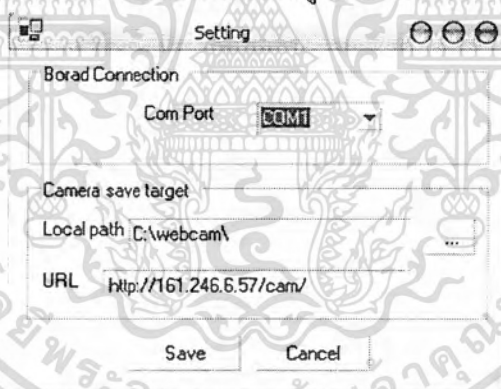 Setting
Borad Connection
Com Port COM1
Camera save target
Local path C:\webcam\ ...
URL http://161.246.6.57/cam/
Save Cancel